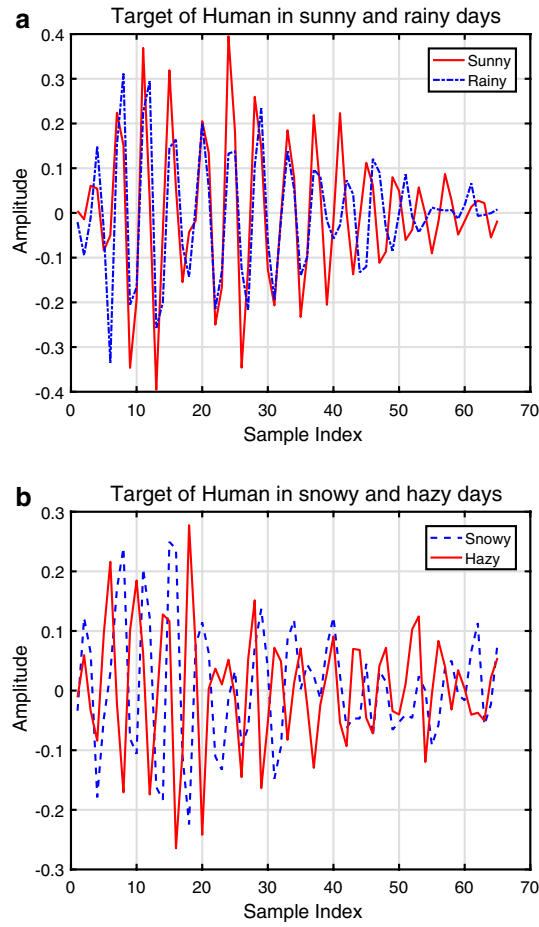 a
Target of Human in sunny and rainy days
Amplitude
0.4
0.3
0.2
0.1
0
-0.1
-0.2
-0.3
-0.4
Sunny
Rainy
0 10 20 30 40 50 60 70
Sample Index
b
Target of Human in snowy and hazy days
Amplitude
0.3
0.2
0.1
0
-0.1
-0.2
-0.3
Snowy
Hazy
0 10 20 30 40 50 60 70
Sample Index